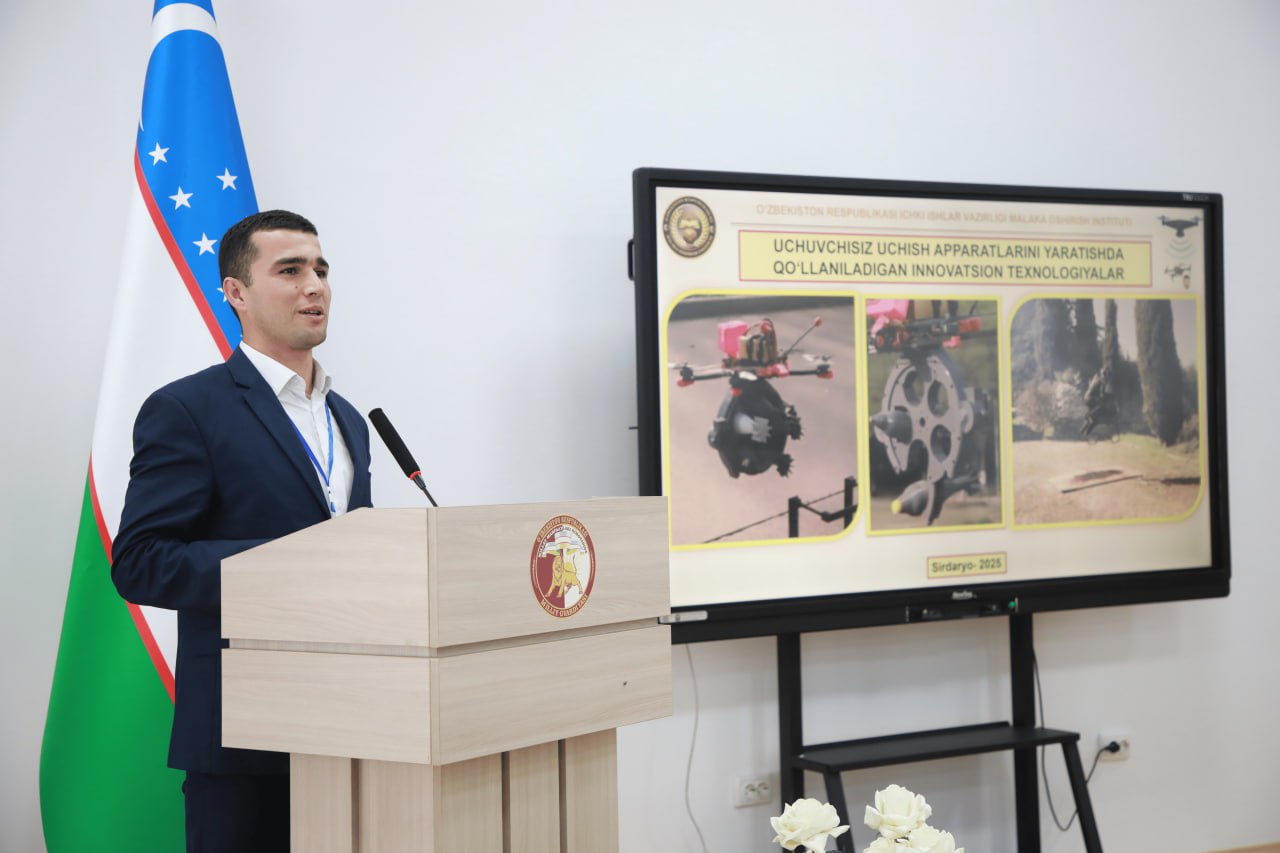 O'ZBEKISTON RESPUBLIKASI ICHKI ISHLAR VAZIRLIGI MALAKA OSHIRISH INSTITUTI
UCHUVCHISIZ UCHISH APPARATLARINI YARATISHDA
QO'LLANILADIGAN INNOVATSION TEXNOLOGIYALAR
Sirdaryo- 2025